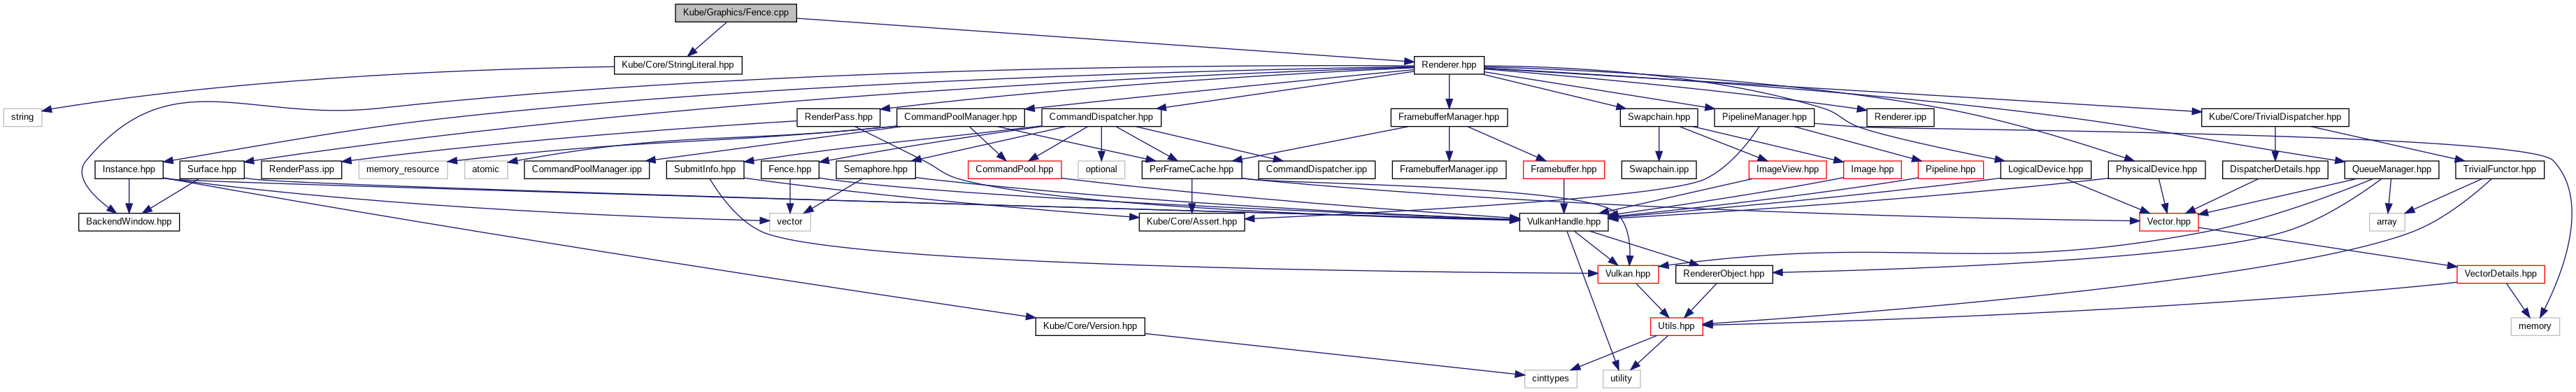 Kube/Graphics/Fence.cpp
Kube/Core/StringLiteral.hpp
Renderer.hpp
string
RenderPass.hpp
CommandPoolManager.hpp
CommandDispatcher.hpp
FramebufferManager.hpp
Swapchain.hpp
PipelineManager.hpp
Renderer.ipp
Kube/Core/TrivialDispatcher.hpp
Instance.hpp
Surface.hpp
RenderPass.ipp
memory_resource
atomic
CommandPoolManager.ipp
SubmitInfo.hpp
Fence.hpp
Semaphore.hpp
CommandPool.hpp
optional
PerFrameCache.hpp
CommandDispatcher.ipp
FramebufferManager.ipp
Framebuffer.hpp
Swapchain.ipp
ImageView.hpp
Image.hpp
Pipeline.hpp
LogicalDevice.hpp
PhysicalDevice.hpp
DispatcherDetails.hpp
QueueManager.hpp
TrivialFunctor.hpp
BackendWindow.hpp
vector
Kube/Core/Assert.hpp
VulkanHandle.hpp
Vector.hpp
array
Vulkan.hpp
RendererObject.hpp
VectorDetails.hpp
Kube/Core/Version.hpp
Utils.hpp
memory
cinttypes
utility